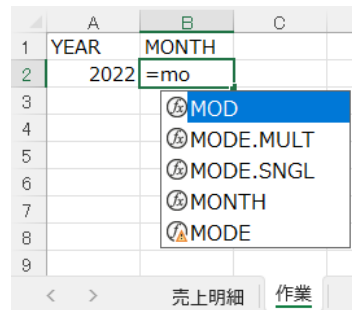 A B C
1 YEAR MONTH
2 2022 =mo
3 MOD
4 MODE.MULT
5 MODE.SNGL
6
7 MONTH
8 MODE
9
売上明細 作業